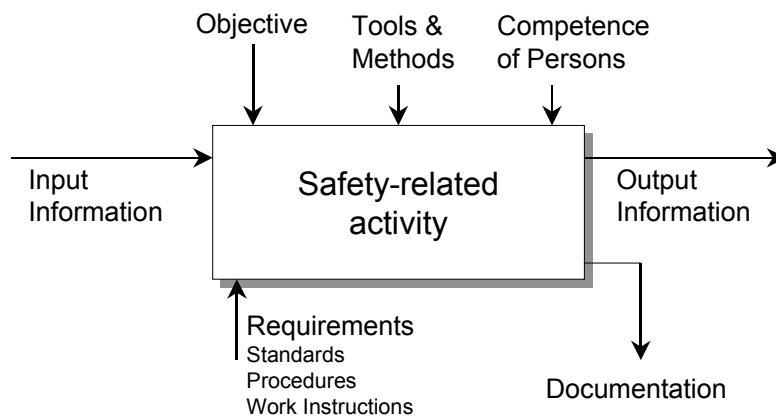 Objective
Tools &
Methods
Competence
of Persons
Input
Information
Safety-related
activity
Output
Information
Requirements
Standards
Procedures
Work Instructions
Documentation